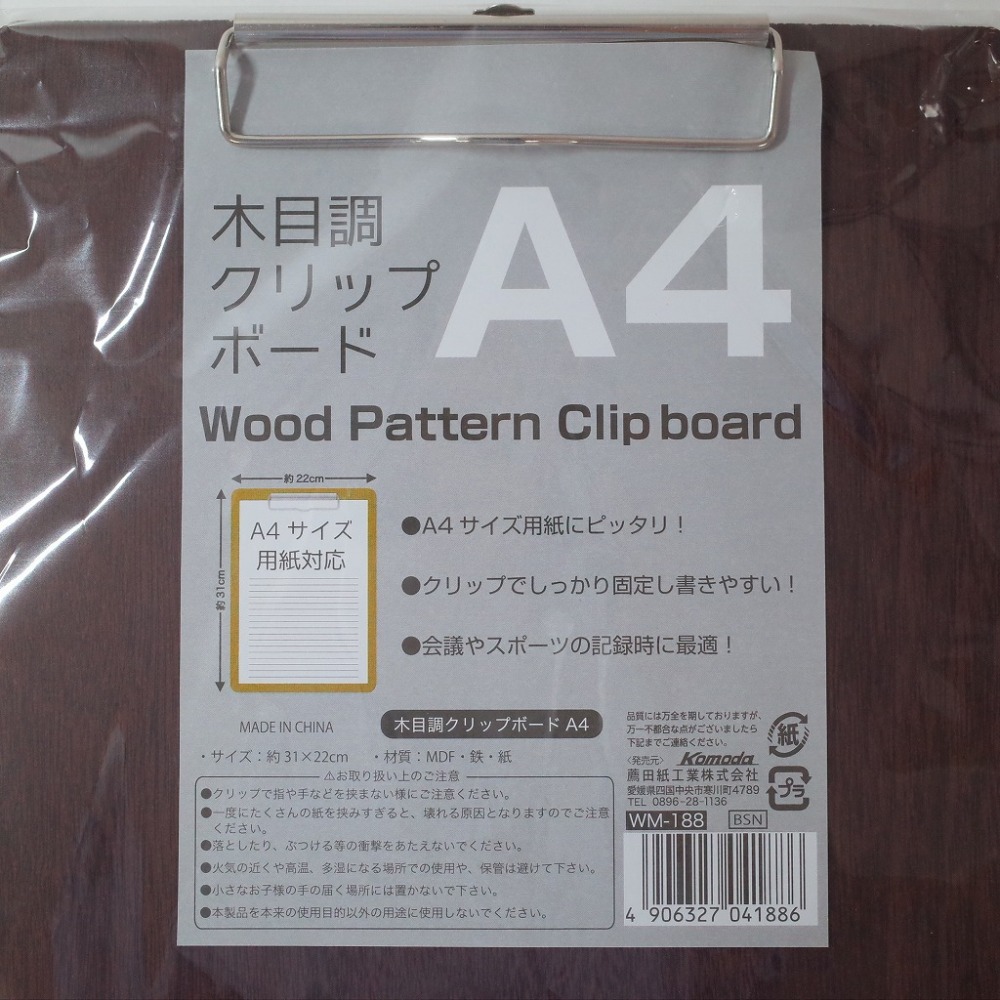 木目調
クリップ
ボード
A4
Wood Pattern Clip board
約22cm
約31cm
A4 サイズ
用紙対応
●A4 サイズ用紙にピッタリ！
●クリップでしっかり固定し書きやすい！
●会議やスポーツの記録時に最適！
MADE IN CHINA
木目調クリップボード A4
・サイズ：約 31×22cm ・材質：MDF・鉄・紙
⚠お取り扱い上のご注意
●クリップで指や手などを挟まない様にご注意ください。
●一度にたくさんの紙を挟みすぎると、壊れる原因となりますのでご注意
ください。
●落としたり、ぶつける等の衝撃をあたえないでください。
●火気の近くや高温、多湿になる場所での使用や、保管は避けて下さい。
●小さなお子様の手の届く場所には置かないで下さい。
●本製品を本来の使用目的以外の用途に使用しないでください。
品質には万全を期しておりますが、
万一不都合な点がございましたら
下記までご連絡ください。
〈発売元〉 Komoda
薦田紙工業株式会社
愛媛県四国中央市寒川町4789
TEL 0896-28-1136
紙
プラ
WM-188 BSN
4 906327 041886